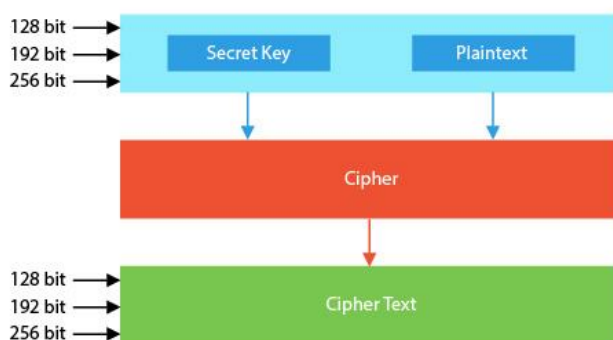 128 bit
192 bit
256 bit
Secret Key
Plaintext
Cipher
128 bit
192 bit
256 bit
Cipher Text